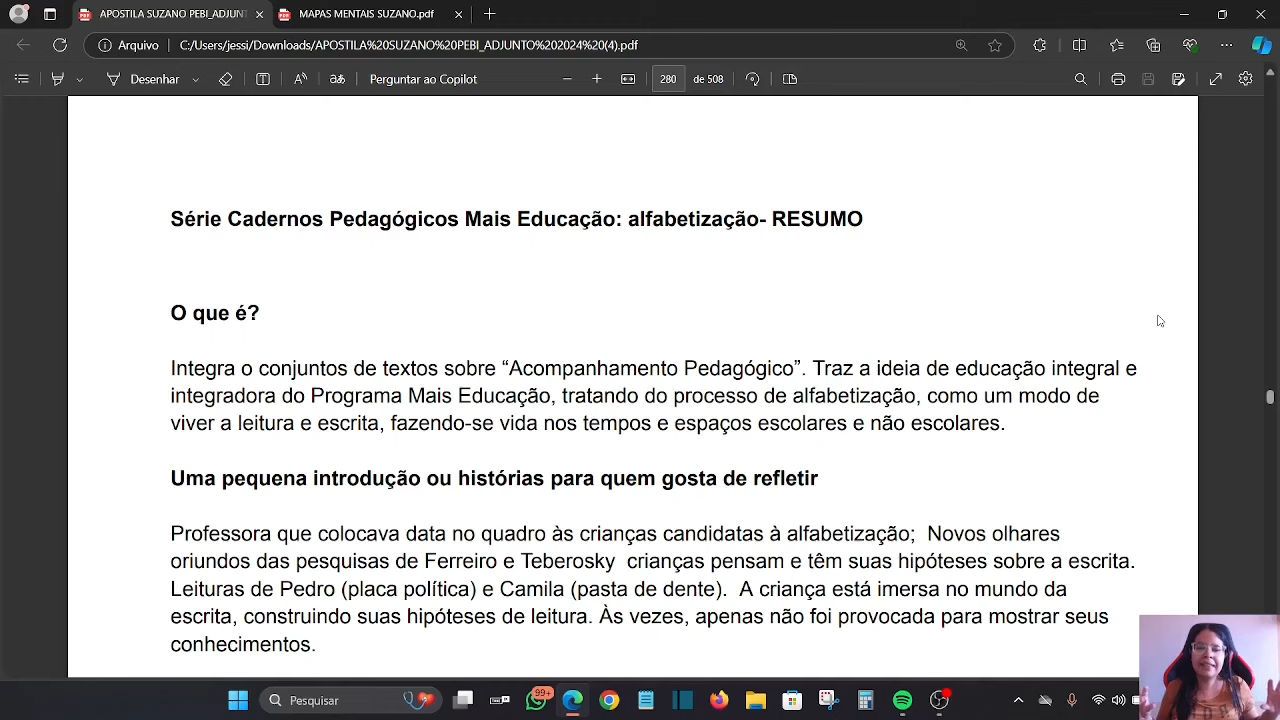 APOSTILA SUZANO PEBI_ADJUNT
MAPAS MENTAIS SUZANO.pdf
Arquivo
C:/Users/jessi/Downloads/APOSTILA%20SUZANO%20PEBI_ADJUNTO%202024%20(4).pdf
Desenhar
Perguntar ao Copilot
280 de 508
Série Cadernos Pedagógicos Mais Educação: alfabetização- RESUMO
O que é?
Integra o conjuntos de textos sobre “Acompanhamento Pedagógico”. Traz a ideia de educação integral e
integradora do Programa Mais Educação, tratando do processo de alfabetização, como um modo de
viver a leitura e escrita, fazendo-se vida nos tempos e espaços escolares e não escolares.
Uma pequena introdução ou histórias para quem gosta de refletir
Professora que colocava data no quadro às crianças candidatas à alfabetização;  Novos olhares
oriundos das pesquisas de Ferreiro e Teberosky  crianças pensam e têm suas hipóteses sobre a escrita.
Leituras de Pedro (placa política) e Camila (pasta de dente).  A criança está imersa no mundo da
escrita, construindo suas hipóteses de leitura. Às vezes, apenas não foi provocada para mostrar seus
conhecimentos.
Pesquisar
99+